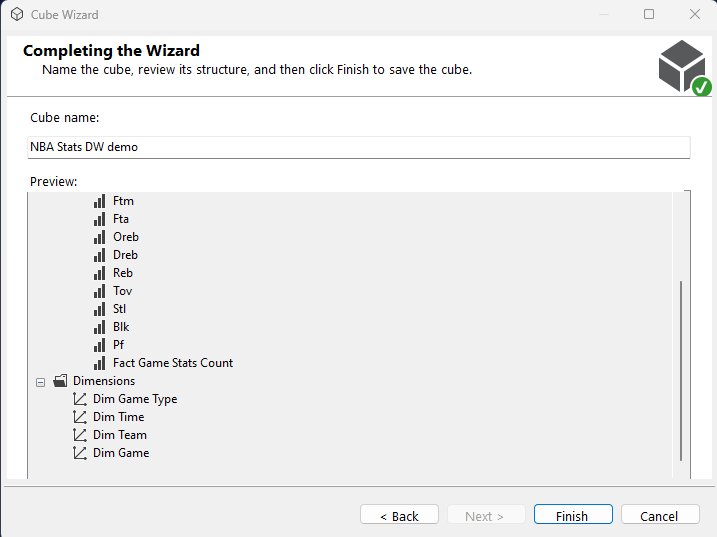 Cube Wizard
Completing the Wizard
Name the cube, review its structure, and then click Finish to save the cube.
Cube name:
NBA Stats DW demo
Preview:
Ftm
Fta
Oreb
Dreb
Reb
Tov
Stl
Blk
Pf
Fact Game Stats Count
Dimensions
Dim Game Type
Dim Time
Dim Team
Dim Game
< Back Next > Finish Cancel